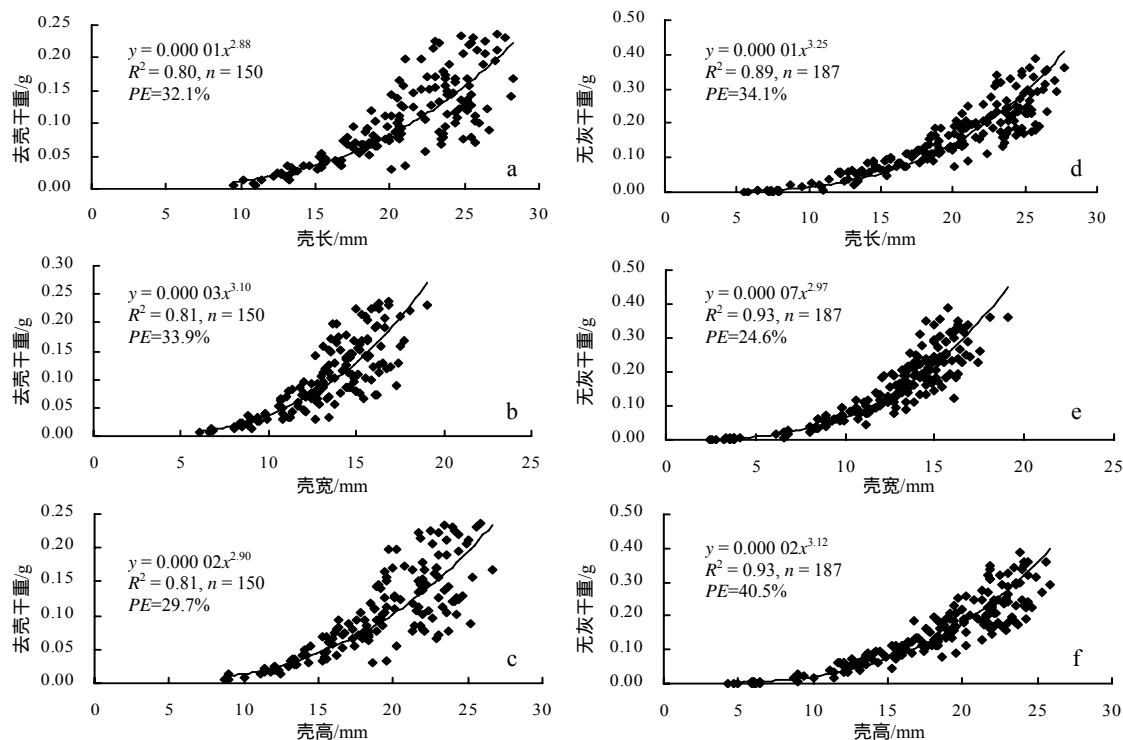 0.25
0.20
0.15
0.10
0.05
0.00
去壳干重/g
y = 0.000 01x^2.88
R² = 0.80, n = 150
PE=32.1%
a
0 5 10 15 20 25 30
壳长/mm
0.50
0.40
0.30
0.20
0.10
0.00
无灰干重/g
y = 0.000 01x^3.25
R² = 0.89, n = 187
PE=34.1%
d
0 5 10 15 20 25 30
壳长/mm
0.30
0.25
0.20
0.15
0.10
0.05
0.00
去壳干重/g
y = 0.000 03x^3.10
R² = 0.81, n = 150
PE=33.9%
b
0 5 10 15 20 25
壳宽/mm
0.50
0.40
0.30
0.20
0.10
0.00
无灰干重/g
y = 0.000 07x^2.97
R² = 0.93, n = 187
PE=24.6%
e
0 5 10 15 20 25
壳宽/mm
0.25
0.20
0.15
0.10
0.05
0.00
去壳干重/g
y = 0.000 02x^2.90
R² = 0.81, n = 150
PE=29.7%
c
0 5 10 15 20 25 30
壳高/mm
0.50
0.40
0.30
0.20
0.10
0.00
无灰干重/g
y = 0.000 02x^3.12
R² = 0.93, n = 187
PE=40.5%
f
0 5 10 15 20 25 30
壳高/mm